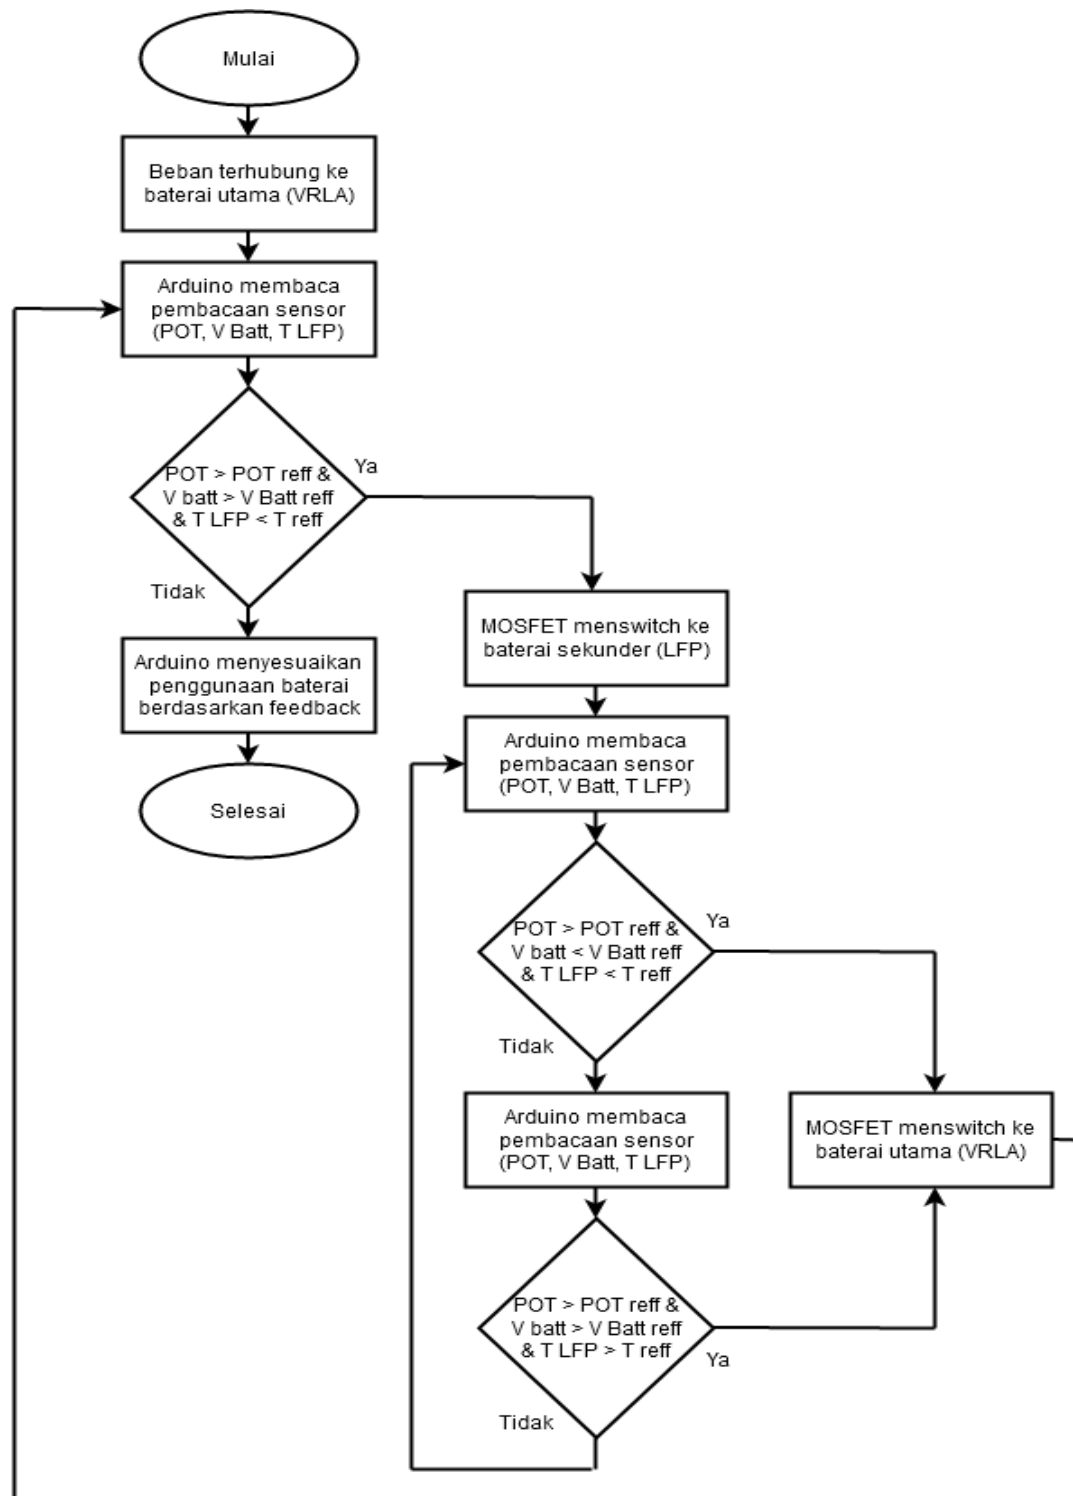 Mulai
Beban terhubung ke
baterai utama (VRLA)
Arduino membaca
pembacaan sensor
(POT, V Batt, T LFP)
POT > POT reff &
V batt > V Batt reff
& T LFP < T reff
Ya
Tidak
Arduino menyesuaikan
penggunaan baterai
berdasarkan feedback
Selesai
MOSFET menswitch ke
baterai sekunder (LFP)
Arduino membaca
pembacaan sensor
(POT, V Batt, T LFP)
POT > POT reff &
V batt < V Batt reff
& T LFP < T reff
Ya
Tidak
Arduino membaca
pembacaan sensor
(POT, V Batt, T LFP)
MOSFET menswitch ke
baterai utama (VRLA)
POT > POT reff &
V batt > V Batt reff
& T LFP > T reff
Ya
Tidak